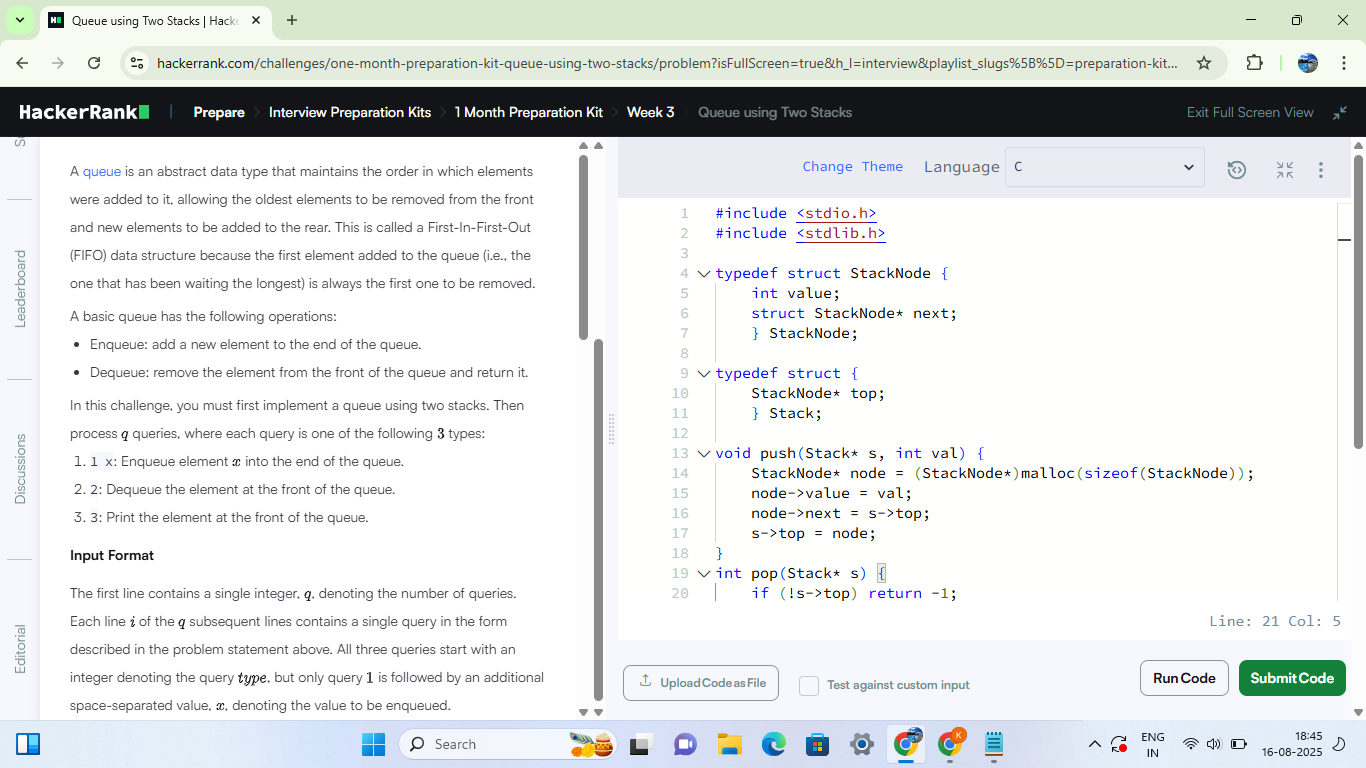 Queue using Two Stacks | Hacke
hackerrank.com/challenges/one-month-preparation-kit-queue-using-two-stacks/problem?isFullScreen=true&h_l=interview&playlist_slugs%5B%5D=preparation-kit...
HackerRank
Prepare
Interview Preparation Kits
1 Month Preparation Kit
Week 3
Queue using Two Stacks
Exit Full Screen View
Leaderboard
Discussions
Editorial
A queue is an abstract data type that maintains the order in which elements
were added to it, allowing the oldest elements to be removed from the front
and new elements to be added to the rear. This is called a First-In-First-Out
(FIFO) data structure because the first element added to the queue (i.e., the
one that has been waiting the longest) is always the first one to be removed.
A basic queue has the following operations:
• Enqueue: add a new element to the end of the queue.
• Dequeue: remove the element from the front of the queue and return it.
In this challenge, you must first implement a queue using two stacks. Then
process q queries, where each query is one of the following 3 types:
1. 1 x: Enqueue element x into the end of the queue.
2. 2: Dequeue the element at the front of the queue.
3. 3: Print the element at the front of the queue.
Input Format
The first line contains a single integer, q, denoting the number of queries.
Each line i of the q subsequent lines contains a single query in the form
described in the problem statement above. All three queries start with an
integer denoting the query type, but only query 1 is followed by an additional
space-separated value, x, denoting the value to be enqueued.
Change Theme
Language
C
1 #include <stdio.h>
2 #include <stdlib.h>
3
4 typedef struct StackNode {
5 int value;
6 struct StackNode* next;
7 } StackNode;
8
9 typedef struct {
10 StackNode* top;
11 } Stack;
12
13 void push(Stack* s, int val) {
14 StackNode* node = (StackNode*)malloc(sizeof(StackNode));
15 node->value = val;
16 node->next = s->top;
17 s->top = node;
18 }
19 int pop(Stack* s) {
20 if (!s->top) return -1;
Line: 21 Col: 5
Upload Code as File
Test against custom input
Run Code
Submit Code
Search
K
ENG
IN
18:45
16-08-2025